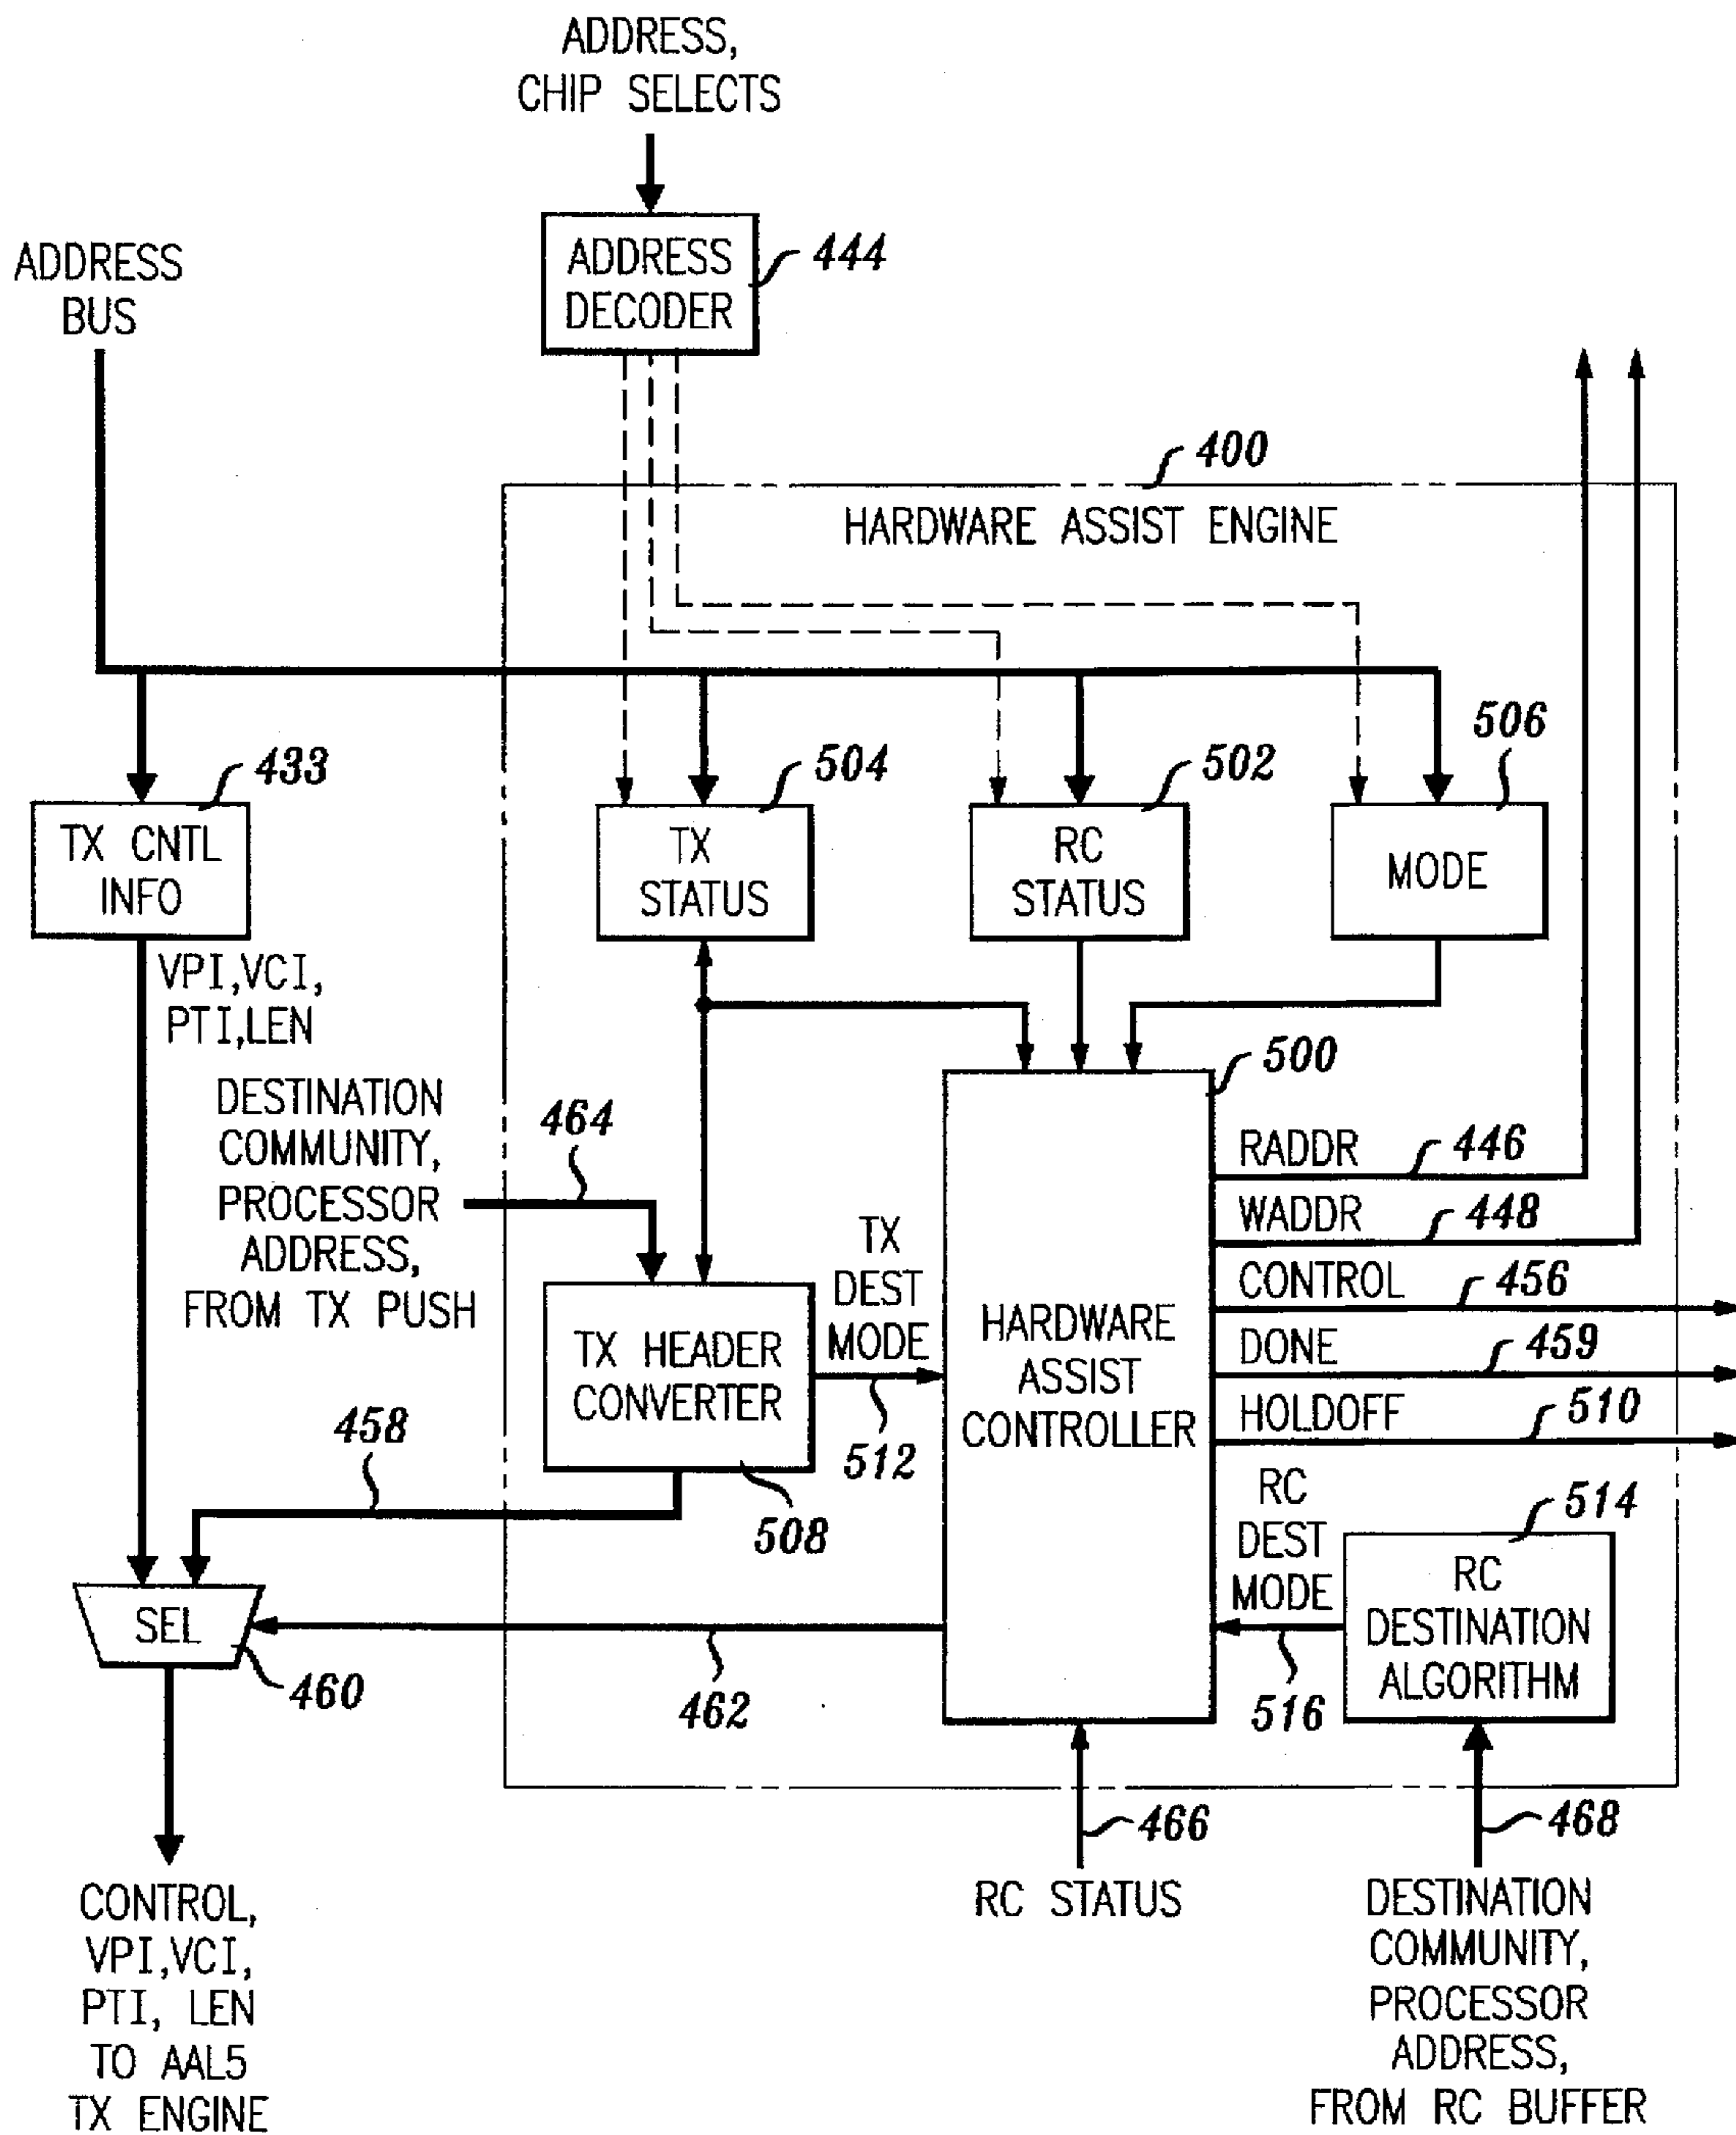 ADDRESS,
CHIP SELECTS
ADDRESS
DECODER
444
ADDRESS
BUS
400
HARDWARE ASSIST ENGINE
433
TX CNTL
INFO
504
TX
STATUS
502
RC
STATUS
506
MODE
VPI,VCI,
PTI,LEN
DESTINATION
COMMUNITY,
PROCESSOR
ADDRESS,
FROM TX PUSH
464
500
RADDR
446
WADDR
448
CONTROL
456
DONE
459
HOLDOFF
510
TX
DEST
MODE
512
TX HEADER
CONVERTER
508
HARDWARE
ASSIST
CONTROLLER
458
RC
DEST
MODE
516
514
RC
DESTINATION
ALGORITHM
SEL
460
462
466
RC STATUS
468
CONTROL,
VPI,VCI,
PTI, LEN
TO AAL5
TX ENGINE
DESTINATION
COMMUNITY,
PROCESSOR
ADDRESS,
FROM RC BUFFER